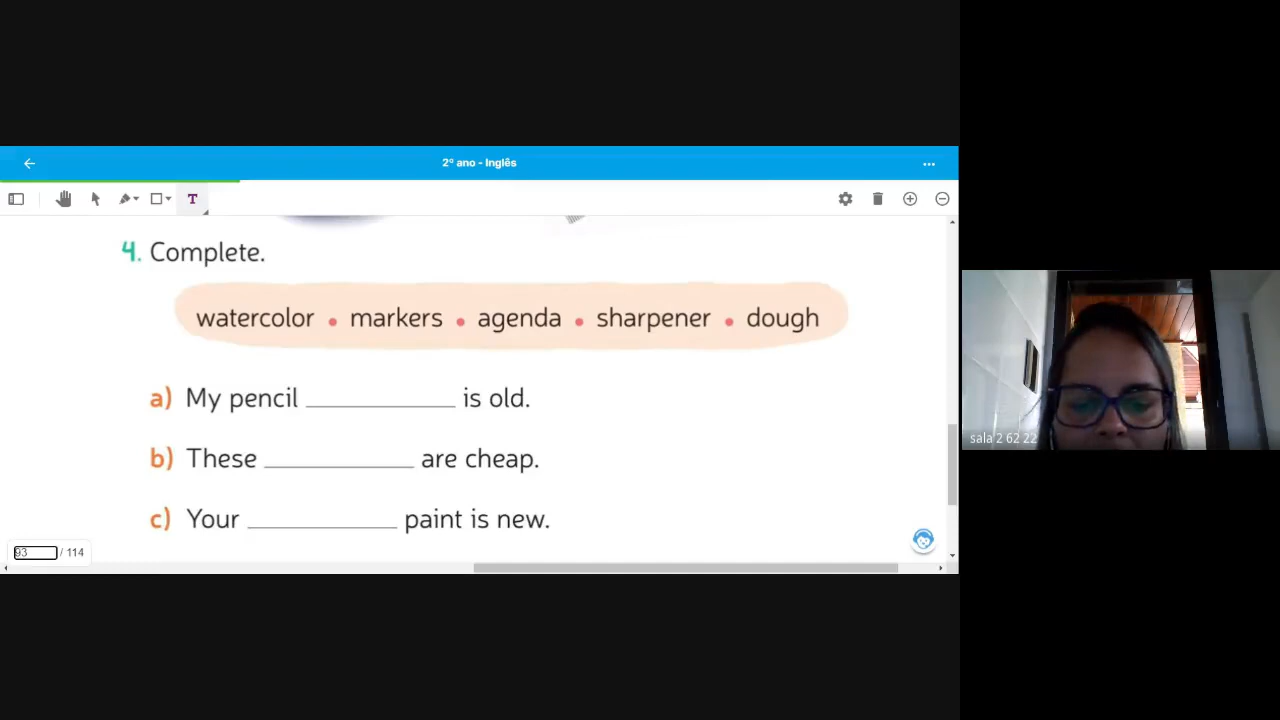 2º ano - Inglês
T
4. Complete.
watercolor • markers • agenda • sharpener • dough
a) My pencil ____________ is old.
b) These ____________ are cheap.
c) Your ____________ paint is new.
93 / 114
sala 2 62 22